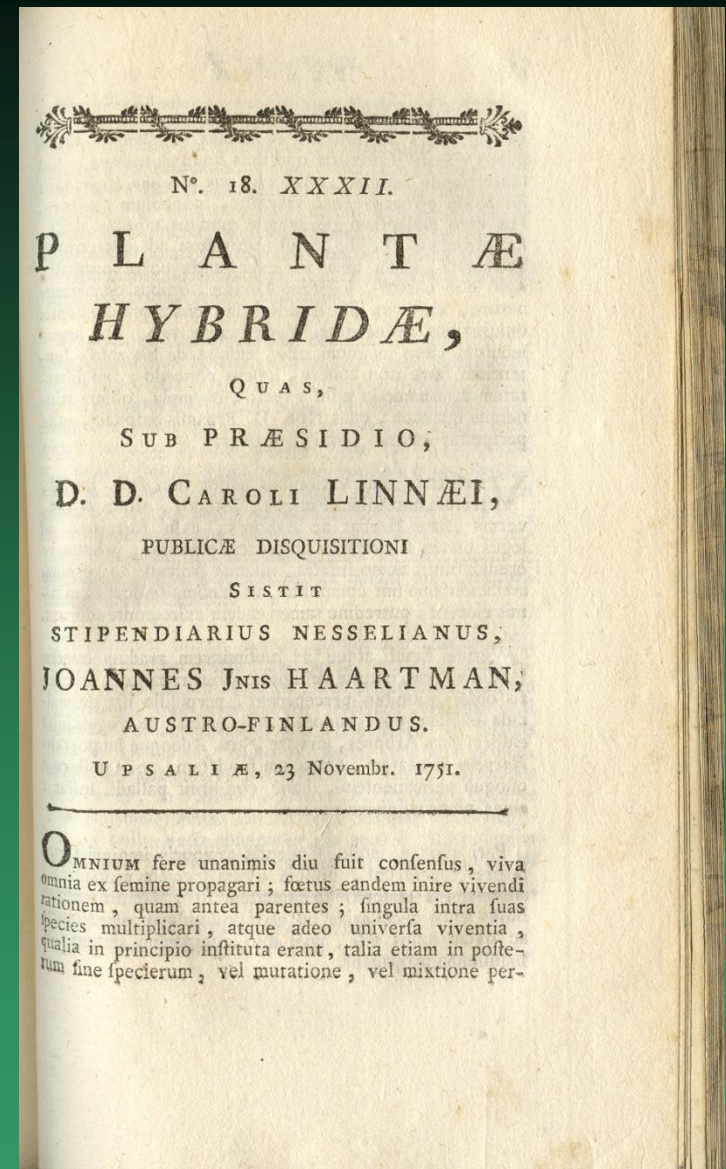 Nº. 18. XXXII.
PLANTÆ
HYBRIDÆ,
QUAS,
SUB PRÆSIDIO,
D. D. CAROLI LINNÆI,
PUBLICÆ DISQUISITIONI
SISTIT
STIPENDIARIUS NESSELIANUS,
JOANNES JNIS HAARTMAN,
AUSTRO-FINLANDUS.
UPSALIÆ, 23 Novembr. 1751.
OMNIUM fere unanimis diu fuit conſenſus, viva
omnia ex ſemine propagari; fœtus eandem inire vivendi
rationem, quam antea parentes; ſingula intra ſuas
ſpecies multiplicari, atque adeo univerſa viventia,
qualia in principio inſtituta erant, talia etiam in poſte-
rum ſine ſpecierum, vel mutatione, vel mixtione per-